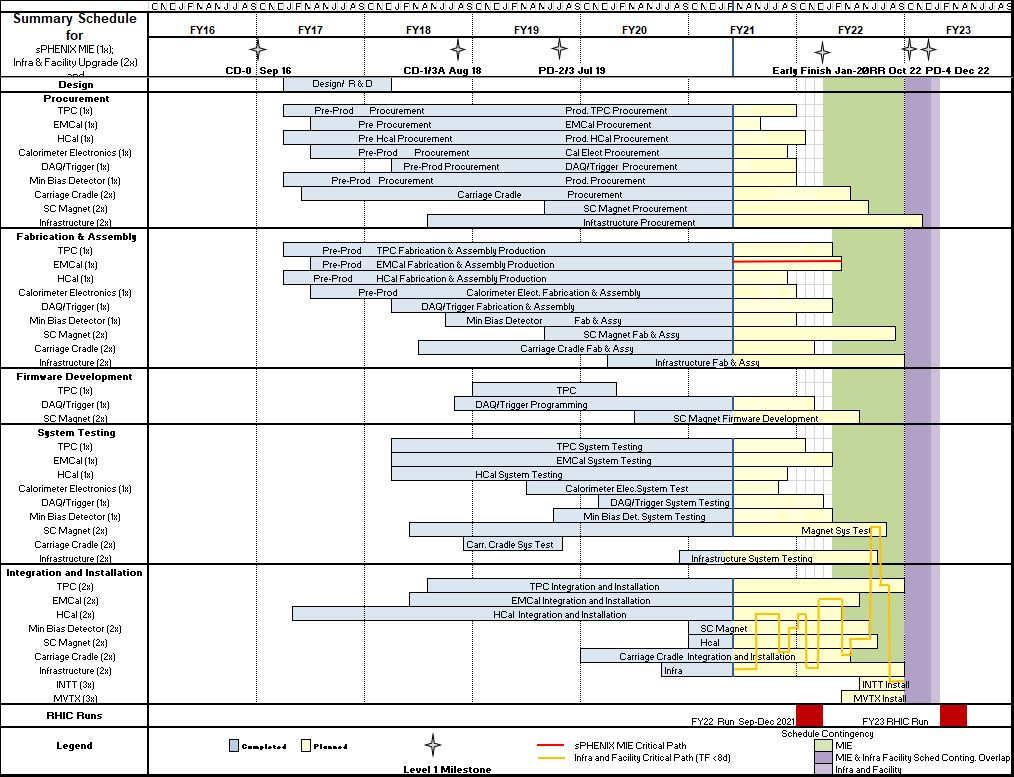 O N D J F M A M J J A S O N D J F M A M J J A S O N D J F M A M J J A S O N D J F M A M J J A S O N D J F M A M J J A S O N D J F M A M J J A S O N D J F M A M J J A S O N D J F M A M J J A S
Summary Schedule for
sPHENIX MIE (1x);
Infra & Facility Upgrade (2x)
and
FY16 FY17 FY18 FY19 FY20 FY21 FY22 FY23
CD-0 Sep 16 CD-1/3A Aug 18 PD-2/3 Jul 19 Early Finish Jan-22 ORR Oct 22 PD-4 Dec 22
Design Design/ R & D
Procurement
TPC (1x) Pre-Prod Procurement Prod. TPC Procurement
EMCal (1x) Pre Procurement EMCal Procurement
HCal (1x) Pre Hcal Procurement Prod. HCal Procurement
Calorimeter Electronics (1x) Pre-Prod Procurement Cal Elect Procurement
DAQ/Trigger (1x) Pre-Prod Procurement DAQ/Trigger Procurement
Min Bias Detector (1x) Pre-Prod Procurement Prod. Procurement
Carriage Cradle (2x) Carriage Cradle Procurement
SC Magnet (2x) SC Magnet Procurement
Infrastructure (2x) Inftastructure Procurement
Fabrication & Assembly
TPC (1x) Pre-Prod TPC Fabrication & Assembly Production
EMCal (1x) Pre-Prod EMCal Fabrication & Assembly Production
HCal (1x) Pre-Prod HCal Fabrication & Assembly Production
Calorimeter Electronics (1x) Pre-Prod Calorimeter Elect. Fabrication & Assembly
DAQ/Trigger (1x) DAQ/Trigger Fabrication & Assembly
Min Bias Detector (1x) Min Bias Detector Fab & Assy
SC Magnet (2x) SC Magnet Fab & Assy
Carriage Cradle (2x) Carriage Cradle Fab & Assy
Infrastructure (2x) Infrastructure Fab & Assy
Firmware Development
TPC (1x) TPC
DAQ/Trigger (1x) DAQ/Trigger Programming
SC Magnet (2x) SC Magnet Firmware Development
System Testing
TPC (1x) TPC System Testing
EMCal (1x) EMCal System Testing
HCal (1x) HCal System Testing
Calorimeter Electronics (1x) Calorimeter Elec.System Test
DAQ/Trigger (1x) DAQ/Trigger System Testing
Min Bias Detector (1x) Min Bias Det. System Testing
SC Magnet (2x) Magnet Sys Test
Carriage Cradle (2x) Carr. Cradle Sys Test
Infrastructure (2x) Infrastructure System Testing
Integration and Installation
TPC (2x) TPC Integration and Installation
EMCal (2x) EMCal Integration and Installation
HCal (2x) HCal Integration and Installation
Min Bias Detector (2x) SC Magnet
SC Magnet (2x) Hcal
Carriage Cradle (2x) Carriage Cradle Integration and Installation
Infrastructure (2x) Infra
INTT (3x) INTT Install
MVTX (3x) MVTX Install
RHIC Runs FY22 Run Sep-Dec 2021 FY23 RHIC Run
Schedule Contingency
Legend Completed Planned sPHENIX MIE Critical Path MIE
Infra and Facility Critical Path (TF <8d) MIE & Infra Facility Sched Conting. Overlap
Level 1 Milestone Infra and Facility